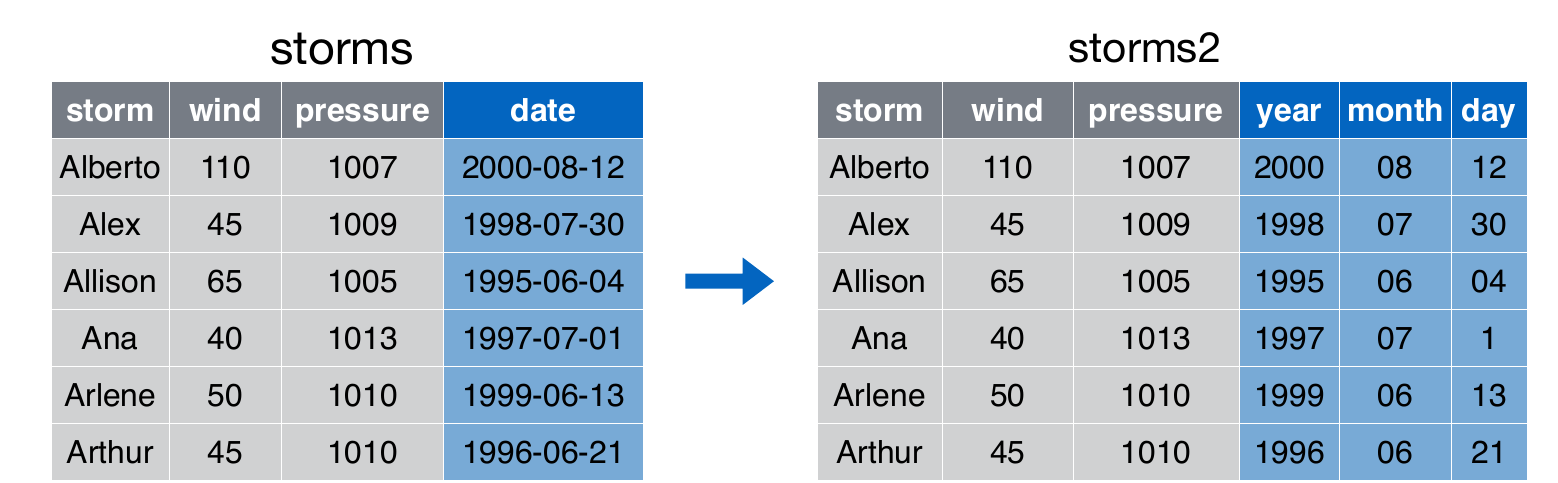 storms storms2
storm wind pressure date storm wind pressure year month day
Alberto 110 1007 2000-08-12 Alberto 110 1007 2000 08 12
Alex 45 1009 1998-07-30 Alex 45 1009 1998 07 30
Allison 65 1005 1995-06-04 Allison 65 1005 1995 06 04
Ana 40 1013 1997-07-01 Ana 40 1013 1997 07 1
Arlene 50 1010 1999-06-13 Arlene 50 1010 1999 06 13
Arthur 45 1010 1996-06-21 Arthur 45 1010 1996 06 21